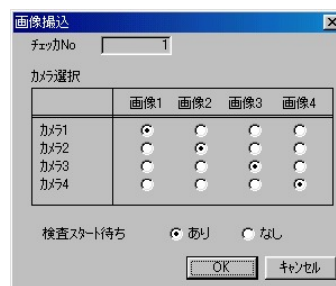 画像撮込
ﾁｪｯｶNo 1
ｶﾒﾗ選択
画像1 画像2 画像3 画像4
ｶﾒﾗ1
ｶﾒﾗ2
ｶﾒﾗ3
ｶﾒﾗ4
検査ｽﾀｰﾄ待ち あり なし
OK ｷｬﾝｾﾙ